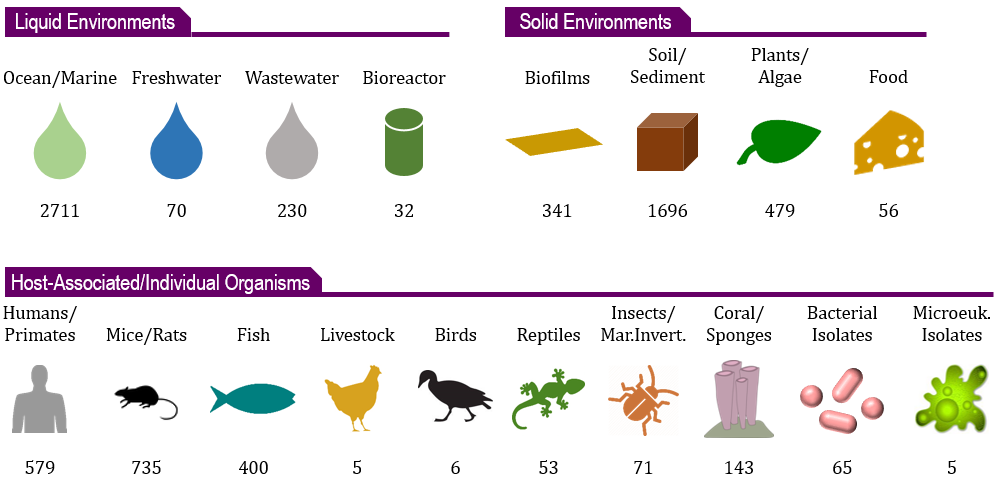 Liquid Environments
Solid Environments
Ocean/Marine Freshwater Wastewater Bioreactor
Biofilms Soil/ Sediment Plants/ Algae Food
2711 70 230 32
341 1696 479 56
Host-Associated/Individual Organisms
Humans/ Primates Mice/Rats Fish Livestock Birds Reptiles Insects/ Mar.Invert. Coral/ Sponges Bacterial Isolates Microeuk. Isolates
579 735 400 5 6 53 71 143 65 5